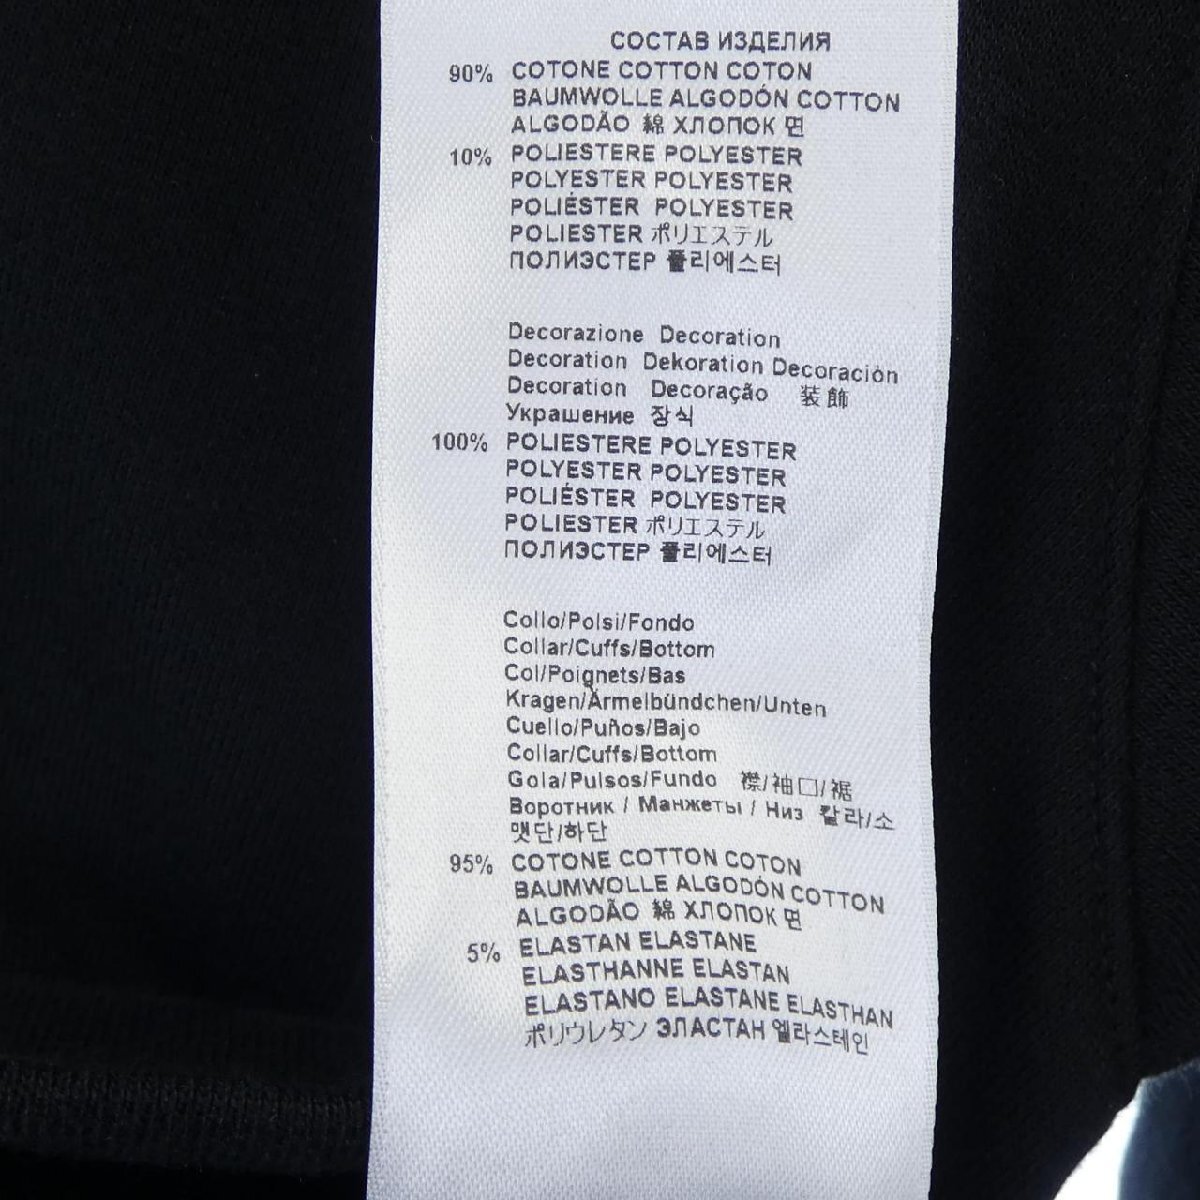 СОСТАВ ИЗДЕЛИЯ
90% COTONE COTTON COTON
BAUMWOLLE ALGODÓN COTTON
ALGODÃO 綿 ХЛОПОК 면
10% POLIESTERE POLYESTER
POLYESTER POLYESTER
POLIÉSTER POLYESTER
POLIESTER ポリエステル
ПОЛИЭСТЕР 폴리에스터
Decorazione Decoration
Decoration Dekoration Decoración
Decoration Decoração 装飾
Украшение 장식
100% POLIESTERE POLYESTER
POLYESTER POLYESTER
POLIÉSTER POLYESTER
POLIESTER ポリエステル
ПОЛИЭСТЕР 폴리에스터
Collo/Polsi/Fondo
Collar/Cuffs/Bottom
Col/Poignets/Bas
Kragen/Ärmelbündchen/Unten
Cuello/Puños/Bajo
Collar/Cuffs/Bottom
Gola/Pulsos/Fundo 襟/袖口/裾
Воротник / Манжеты / Низ 칼라/소
맷단/하단
95% COTONE COTTON COTON
BAUMWOLLE ALGODÓN COTTON
ALGODÃO 綿 ХЛОПОК 면
5% ELASTAN ELASTANE
ELASTHANNE ELASTAN
ELASTANO ELASTANE ELASTHAN
ポリウレタン ЭЛАСТАН 엘라스테인